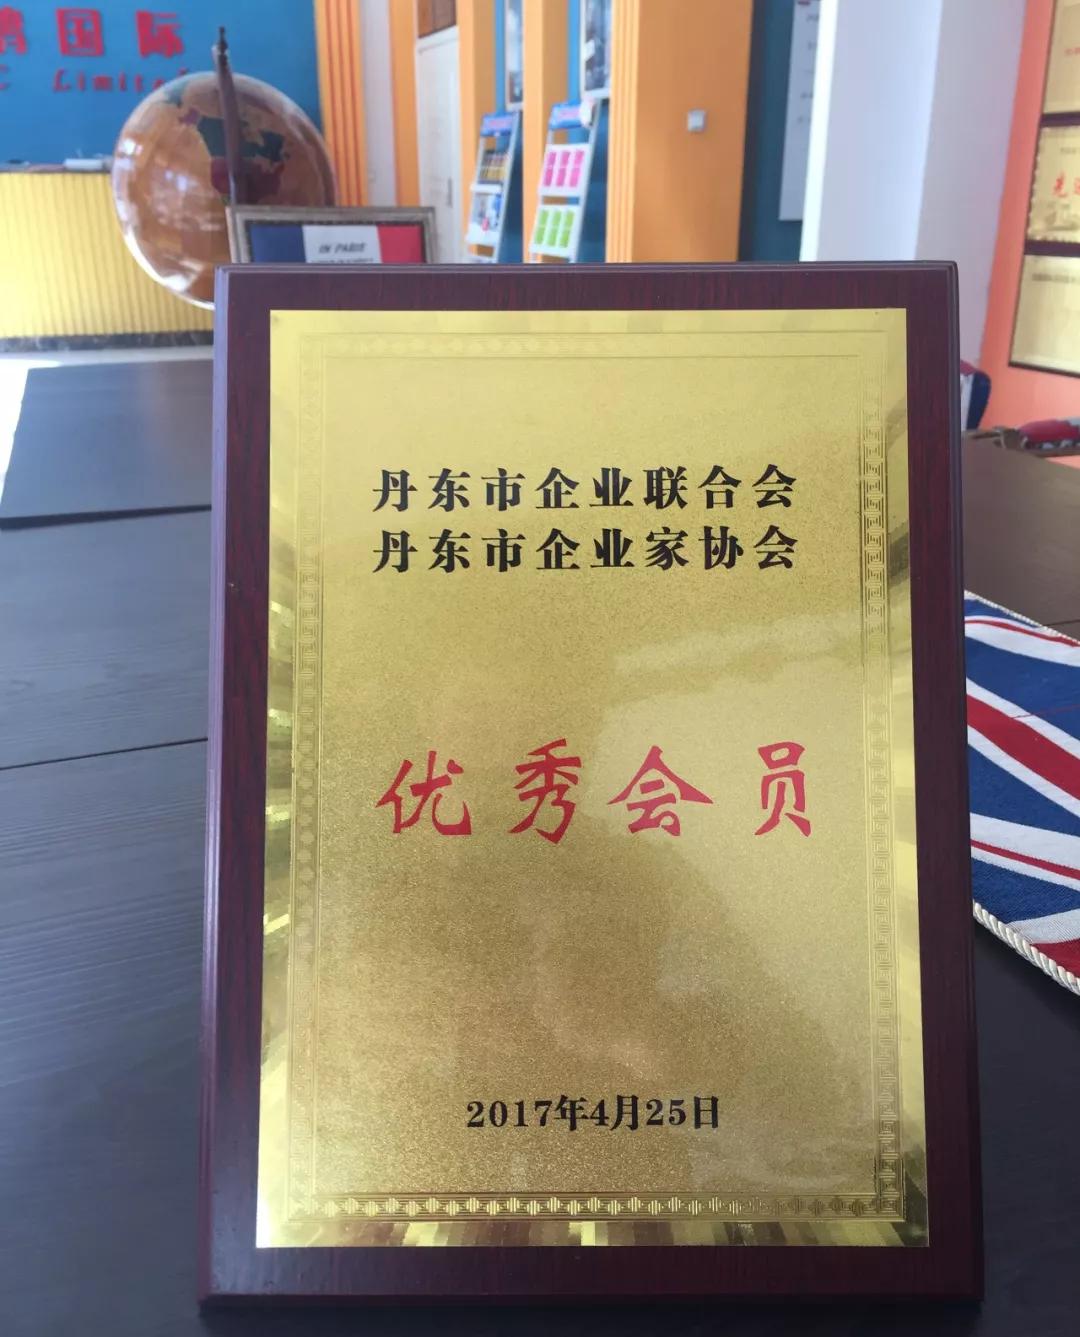 国际
Limited
IN PARIS
丹东市企业联合会
丹东市企业家协会
优秀会员
2017年4月25日